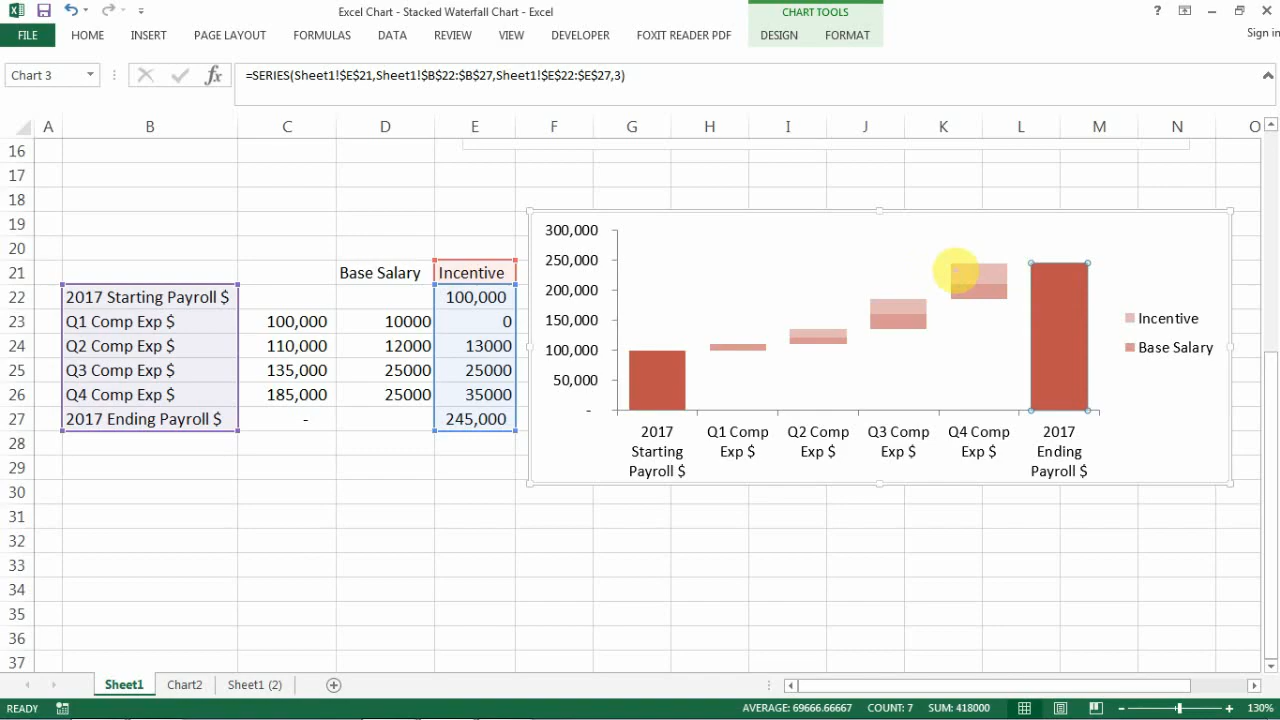 Excel Chart - Stacked Waterfall Chart - Excel
CHART TOOLS
?
FILE HOME INSERT PAGE LAYOUT FORMULAS DATA REVIEW VIEW DEVELOPER FOXIT READER PDF DESIGN FORMAT Sign in
Chart 3 fx =SERIES(Sheet1!$E$21,Sheet1!$B$22:$B$27,Sheet1!$E$22:$E$27,3)
A B C D E F G H I J K L M N O
16
17
18
19
20
21 Base Salary Incentive
22 2017 Starting Payroll $ 100,000
23 Q1 Comp Exp $ 100,000 10000 0
24 Q2 Comp Exp $ 110,000 12000 13000
25 Q3 Comp Exp $ 135,000 25000 25000
26 Q4 Comp Exp $ 185,000 25000 35000
27 2017 Ending Payroll $ - 245,000
28
29
30
31
32
33
34
35
36
37
300,000
250,000
200,000
150,000
100,000
50,000
-
2017 Starting Payroll $
Q1 Comp Exp $
Q2 Comp Exp $
Q3 Comp Exp $
Q4 Comp Exp $
2017 Ending Payroll $
Incentive
Base Salary
Sheet1 Chart2 Sheet1 (2)
READY AVERAGE: 69666.66667 COUNT: 7 SUM: 418000 130%